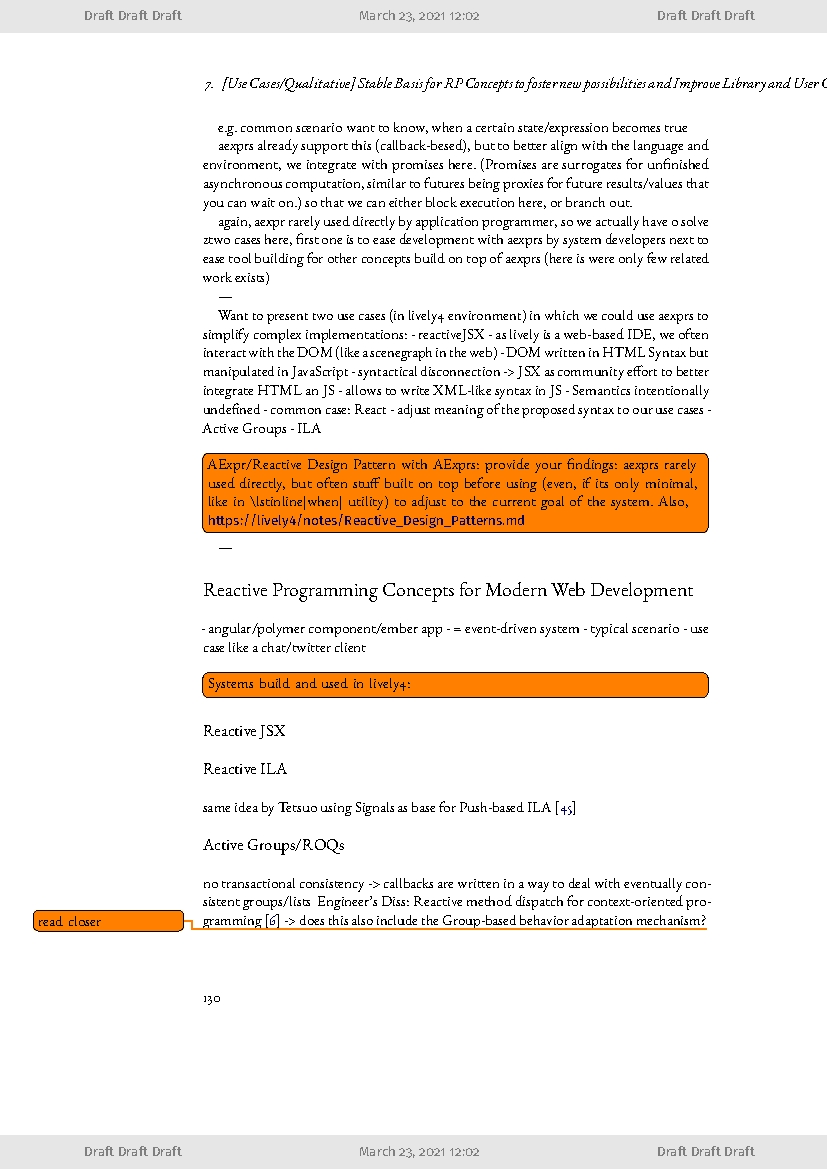 Draft Draft Draft March 23, 2021 12:02 Draft Draft Draft
7. [Use Cases/Qualitative] Stable Basis for RP Concepts to foster new possibilities and Improve Library and User
e.g. common scenario want to know, when a certain state/expression becomes true
aexprs already support this (callback-besed), but to better align with the language and
environment, we integrate with promises here. (Promises are surrogates for unfinished
asynchronous computation, similar to futures being proxies for future results/values that
you can wait on.) so that we can either block execution here, or branch out.
again, aexpr rarely used directly by application programmer, so we actually have o solve
2two cases here, first one is to ease development with aexprs by system developers next to
ease tool building for other concepts build on top of aexprs (here is were only few related
work exists)
—
Want to present two use cases (in lively4 environment) in which we could use aexprs to
simplify complex implementations: - reactiveJSX - as lively is a web-based IDE, we often
interact with the DOM (like a scenegraph in the web) - DOM written in HTML Syntax but
manipulated in JavaScript - syntactical disconnection -> JSX as community effort to better
integrate HTML an JS - allows to write XML-like syntax in JS - Semantics intentionally
undefined - common case: React - adjust meaning of the proposed syntax to our use cases -
Active Groups - ILA
AExpr/Reactive Design Pattern with AExprs: provide your findings: aexprs rarely
used directly, but often stuff built on top before using (even, if its only minimal,
like in \lstinline|when| utility) to adjust to the current goal of the system. Also,
https://lively4/notes/Reactive_Design_Patterns.md
—
Reactive Programming Concepts for Modern Web Development
- angular/polymer component/ember app - = event-driven system - typical scenario - use
case like a chat/twitter client
Systems build and used in lively4:
Reactive JSX
Reactive ILA
same idea by Tetsuo using Signals as base for Push-based ILA [45]
Active Groups/ROQs
no transactional consistency -> callbacks are written in a way to deal with eventually con-
sistent groups/lists Engineer's Diss: Reactive method dispatch for context-oriented pro-
read closer
gramming [6] -> does this also include the Group-based behavior adaptation mechanism?
130
Draft Draft Draft March 23, 2021 12:02 Draft Draft Draft